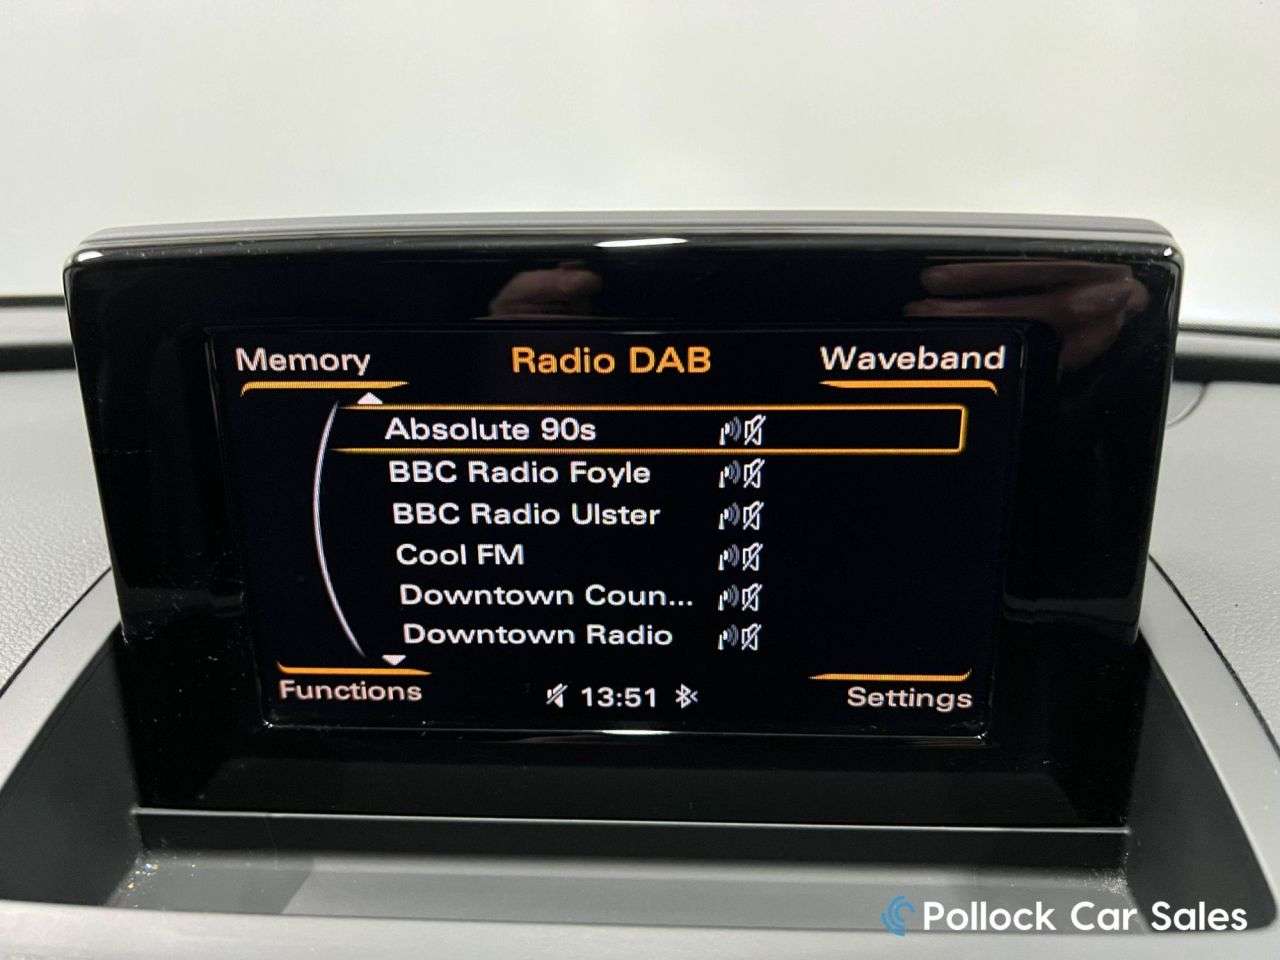 Memory Radio DAB Waveband
Absolute 90s
BBC Radio Foyle
BBC Radio Ulster
Cool FM
Downtown Coun...
Downtown Radio
Functions 13:51 Settings
Pollock Car Sales